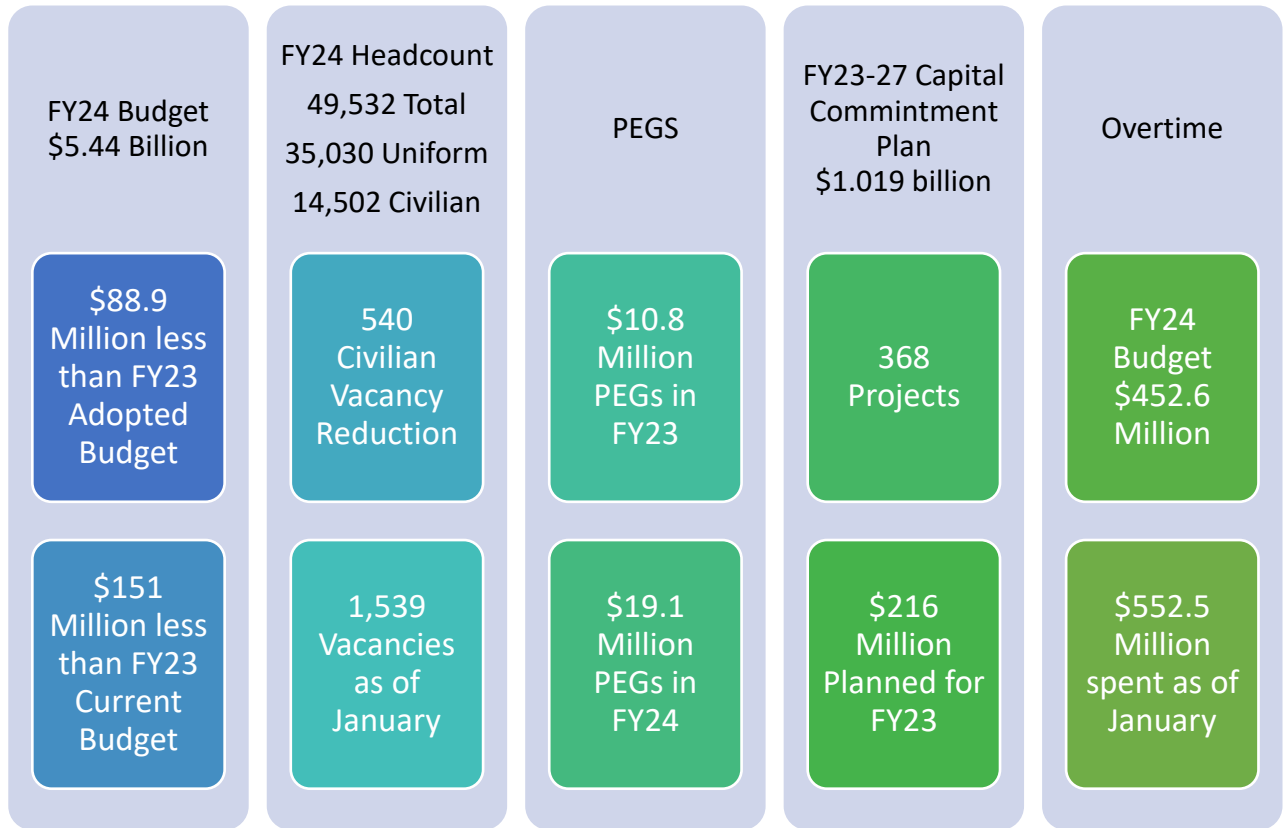 FY24 Budget
$5.44 Billion
$88.9
Million less
than FY23
Adopted
Budget
$151
Million less
than FY23
Current
Budget
FY24 Headcount
49,532 Total
35,030 Uniform
14,502 Civilian
540
Civilian
Vacancy
Reduction
1,539
Vacancies
as of
January
PEGS
$10.8
Million
PEGs in
FY23
$19.1
Million
PEGs in
FY24
FY23-27 Capital
Commintment
Plan
$1.019 billion
368
Projects
$216
Million
Planned for
FY23
Overtime
FY24
Budget
$452.6
Million
$552.5
Million
spent as of
January